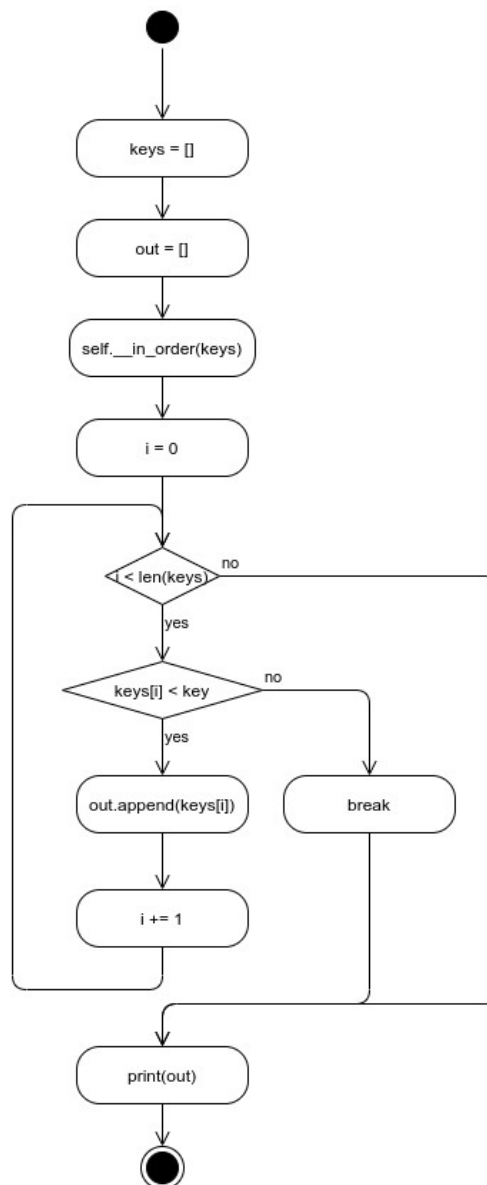 keys = []
out = []
self.__in_order(keys)
i = 0
i < len(keys)
no
yes
keys[i] < key
no
yes
out.append(keys[i])
break
i += 1
print(out)